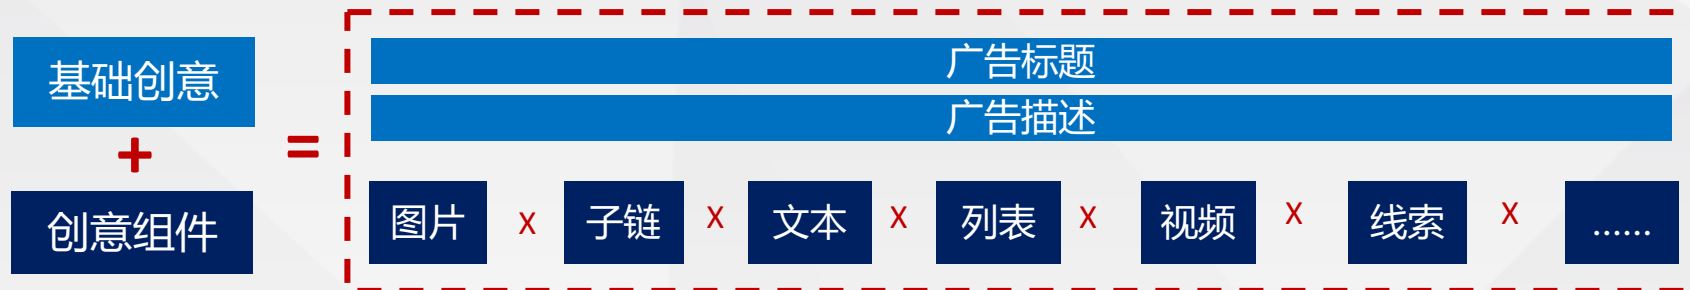 基础创意
+
创意组件
=
广告标题
广告描述
图片 x 子链 x 文本 x 列表 x 视频 x 线索 x ......